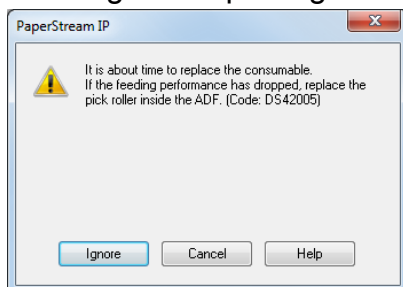 PaperStream IP
It is about time to replace the consumable.
If the feeding performance has dropped, replace the
pick roller inside the ADF. (Code: DS42005)
Ignore
Cancel
Help